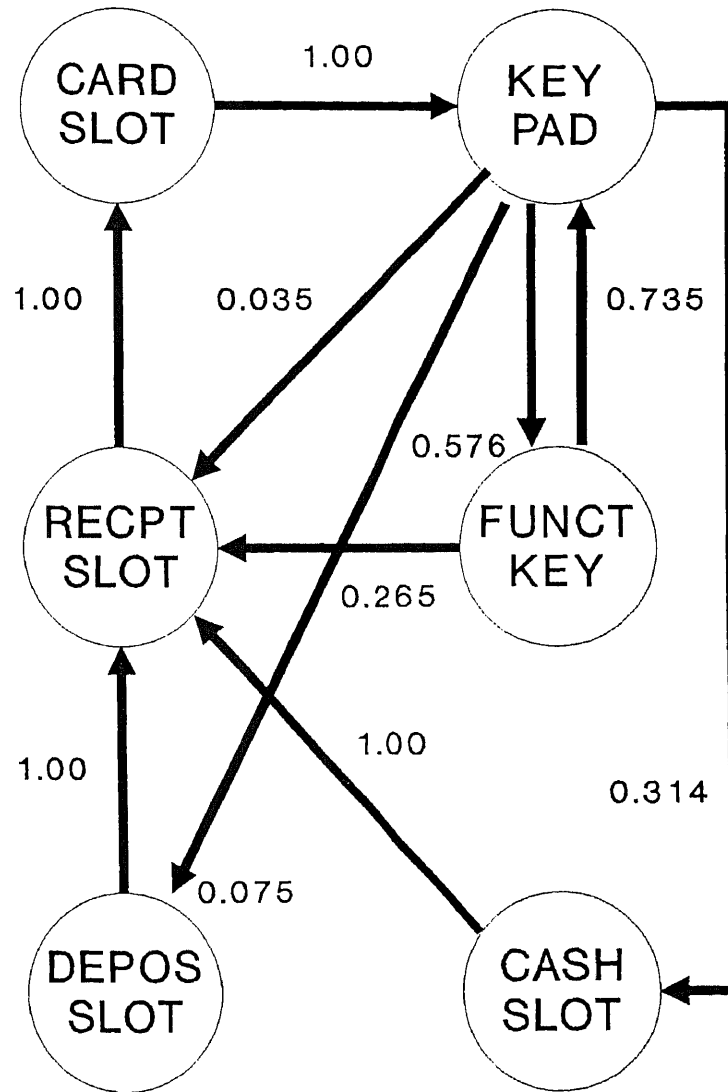 CARD
SLOT
1.00
KEY
PAD
1.00
0.035
0.735
0.576
RECPT
SLOT
FUNCT
KEY
0.265
1.00
1.00
0.314
0.075
DEPOS
SLOT
CASH
SLOT